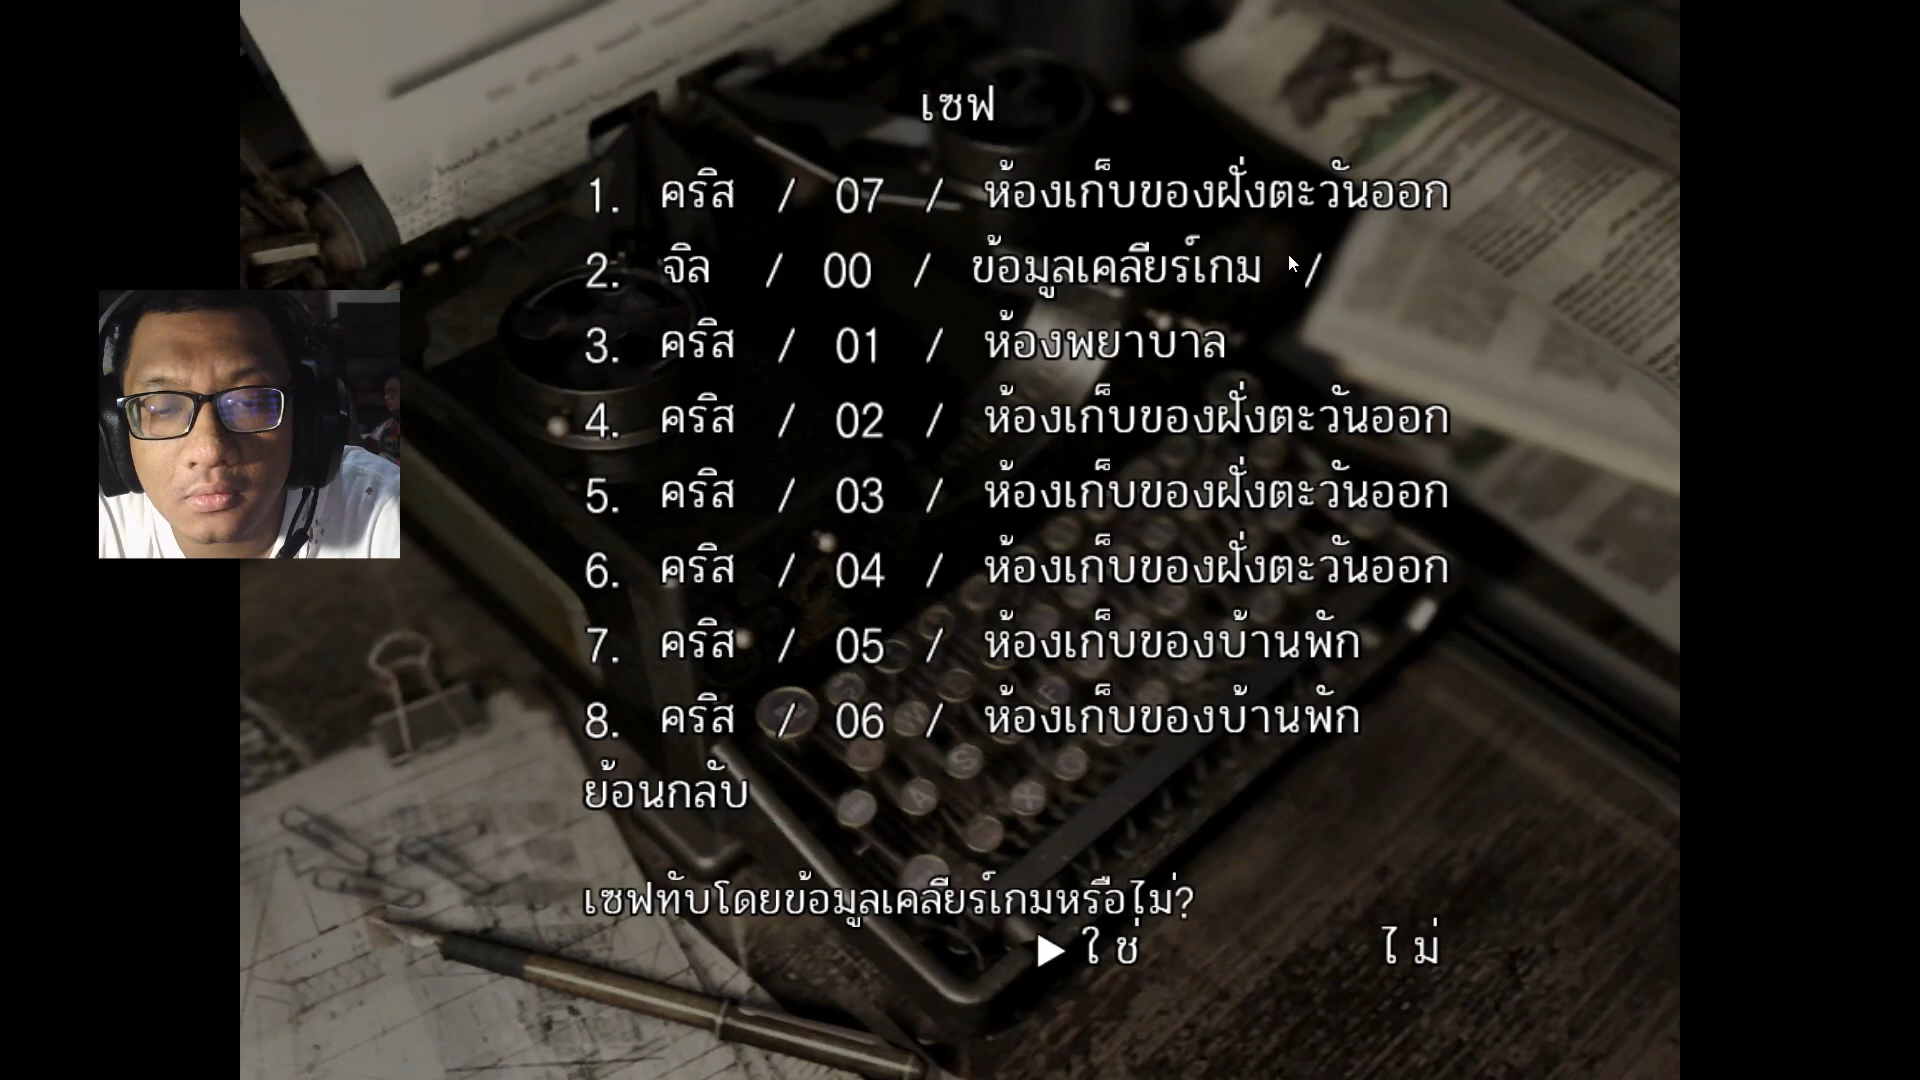 เซฟ
1. คริส / 07 / ห้องเก็บของฝั่งตะวันออก
2. จิล / 00 / ข้อมูลเคลียร์เกม /
3. คริส / 01 / ห้องพยาบาล
4. คริส / 02 / ห้องเก็บของฝั่งตะวันออก
5. คริส / 03 / ห้องเก็บของฝั่งตะวันออก
6. คริส / 04 / ห้องเก็บของฝั่งตะวันออก
7. คริส / 05 / ห้องเก็บของบ้านพัก
8. คริส / 06 / ห้องเก็บของบ้านพัก
ย้อนกลับ
เซฟทับโดยข้อมูลเคลียร์เกมหรือไม่?
ใช่ ไม่